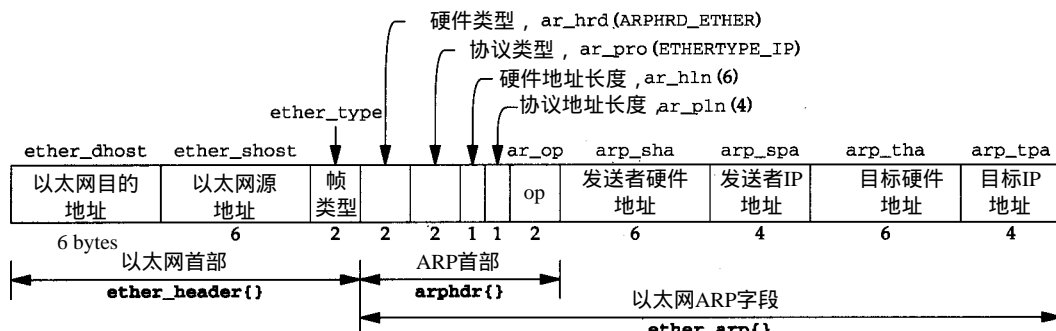 硬件类型，ar_hrd (ARPHRD_ETHER)
协议类型，ar_pro (ETHERTYPE_IP)
硬件地址长度，ar_hln (6)
协议地址长度，ar_pln (4)
ether_type
ether_dhost ether_shost ar_op arp_sha arp_spa arp_tha arp_tpa
以太网目的地址 以太网源地址 帧类型 op 发送者硬件地址 发送者IP地址 目标硬件地址 目标IP地址
6 bytes 6 2 2 2 1 1 2 6 4 6 4
以太网首部 ARP首部
ether_header{} arphdr{}
以太网ARP字段
ether_arp{}